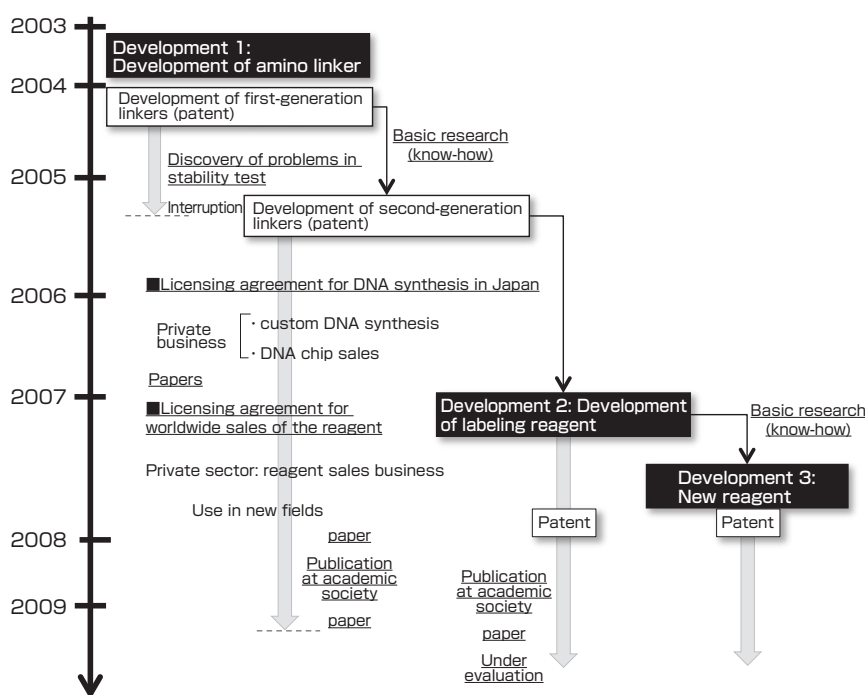 2003
Development 1:
Development of amino linker
2004
Development of first-generation
linkers (patent)
Basic research
(know-how)
Discovery of problems in
stability test
2005
Interruption
Development of second-generation
linkers (patent)
■Licensing agreement for DNA synthesis in Japan
2006
Private
business
・custom DNA synthesis
・DNA chip sales
Papers
2007
■Licensing agreement for
worldwide sales of the reagent
Development 2: Development
of labeling reagent
Basic research
(know-how)
Private sector: reagent sales business
Development 3:
New reagent
Use in new fields
Patent
Patent
2008
paper
Publication
at academic
society
paper
2009
Publication
at academic
society
paper
Under
evaluation